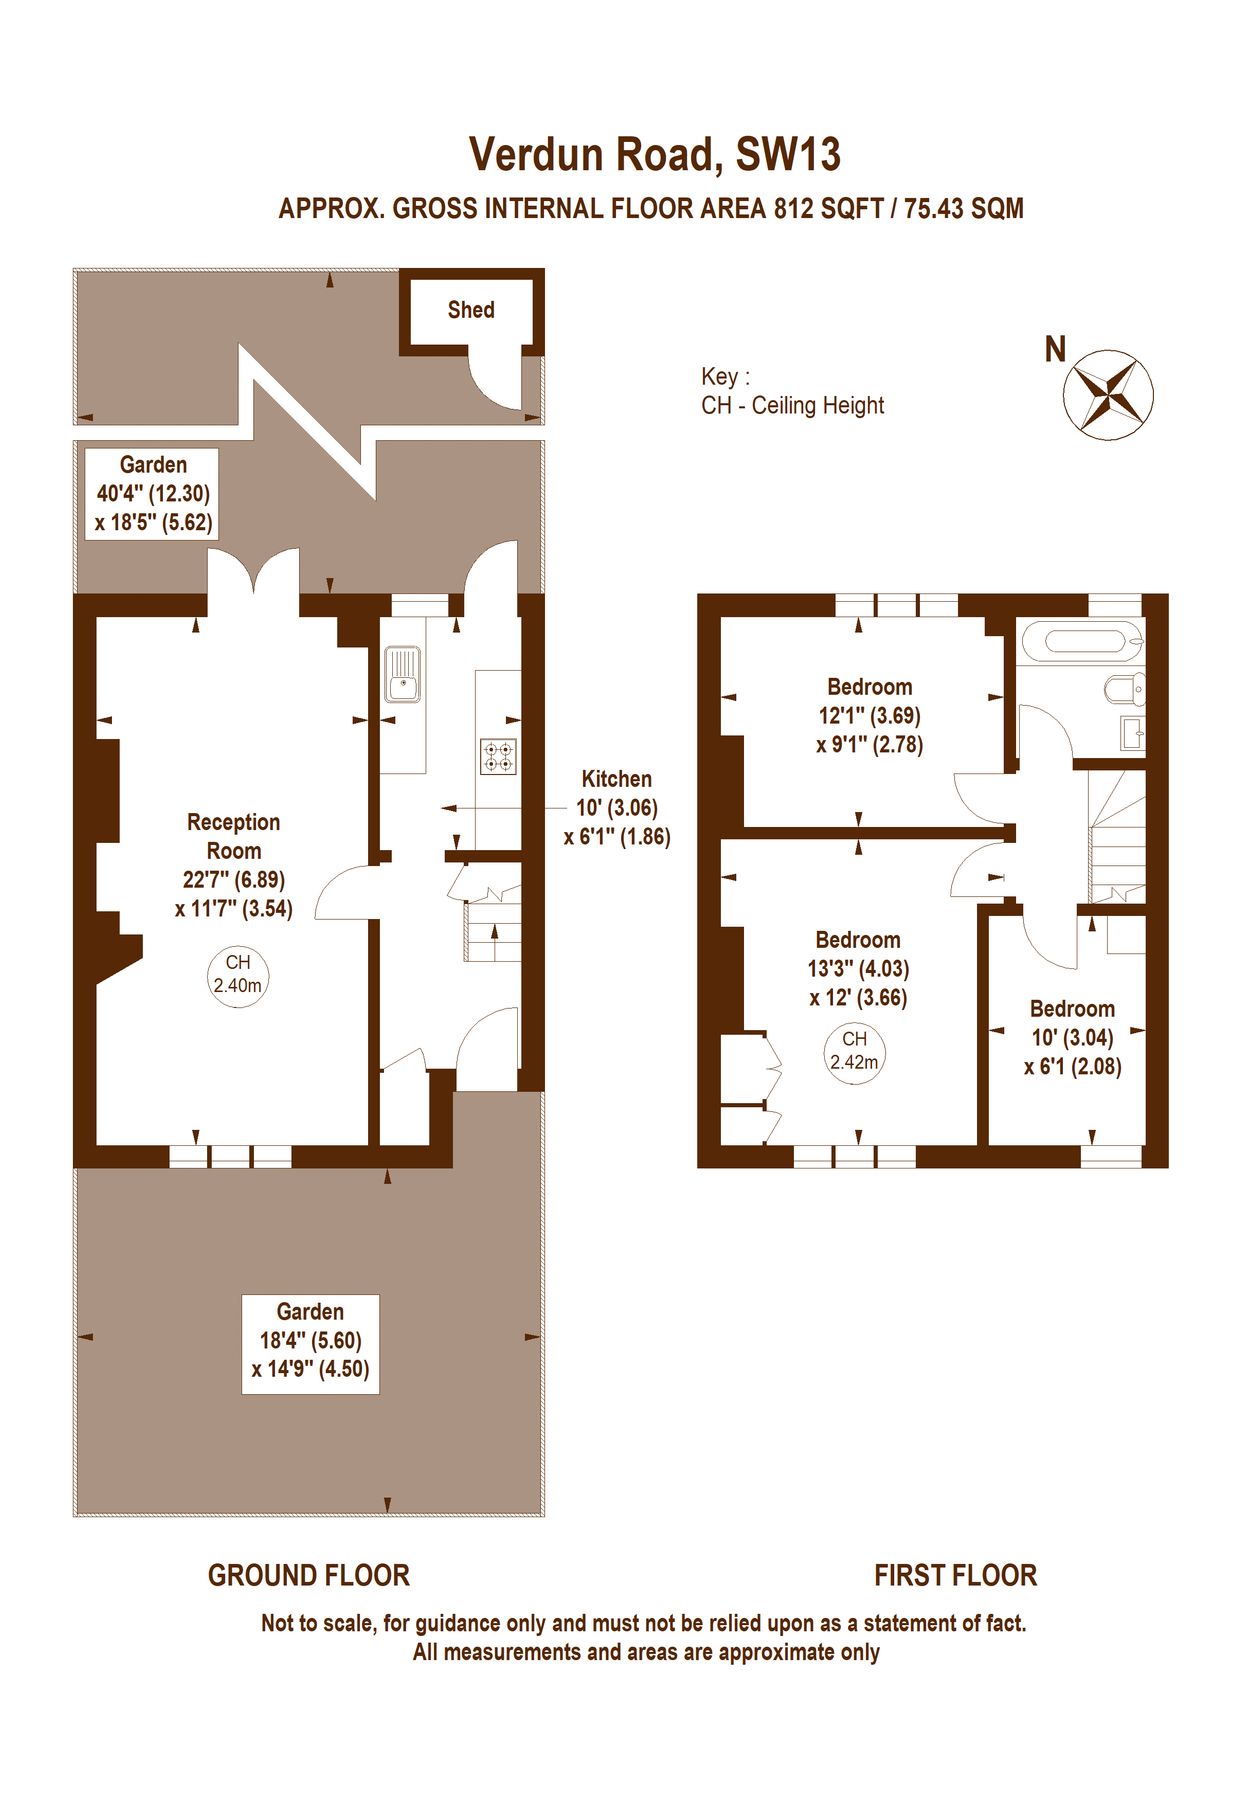 Verdun Road, SW13
APPROX. GROSS INTERNAL FLOOR AREA 812 SQFT / 75.43 SQM
Shed
Key :
CH - Ceiling Height
N
Garden
40'4" (12.30)
x 18'5" (5.62)
Kitchen
10' (3.06)
x 6'1" (1.86)
Reception
Room
22'7" (6.89)
x 11'7" (3.54)
CH
2.40m
Bedroom
12'1" (3.69)
x 9'1" (2.78)
Bedroom
13'3" (4.03)
x 12' (3.66)
CH
2.42m
Bedroom
10' (3.04)
x 6'1 (2.08)
Garden
18'4" (5.60)
x 14'9" (4.50)
GROUND FLOOR
FIRST FLOOR
Not to scale, for guidance only and must not be relied upon as a statement of fact.
All measurements and areas are approximate only